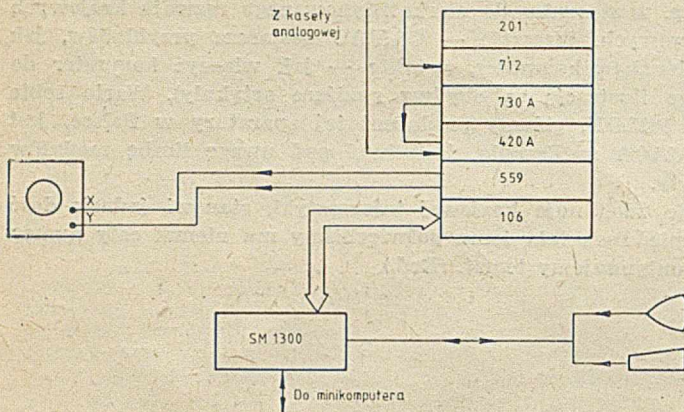 Z kasety
analogowej
201
712
730 A
420 A
559
106
X
Y
SM 1300
Do minikomputera